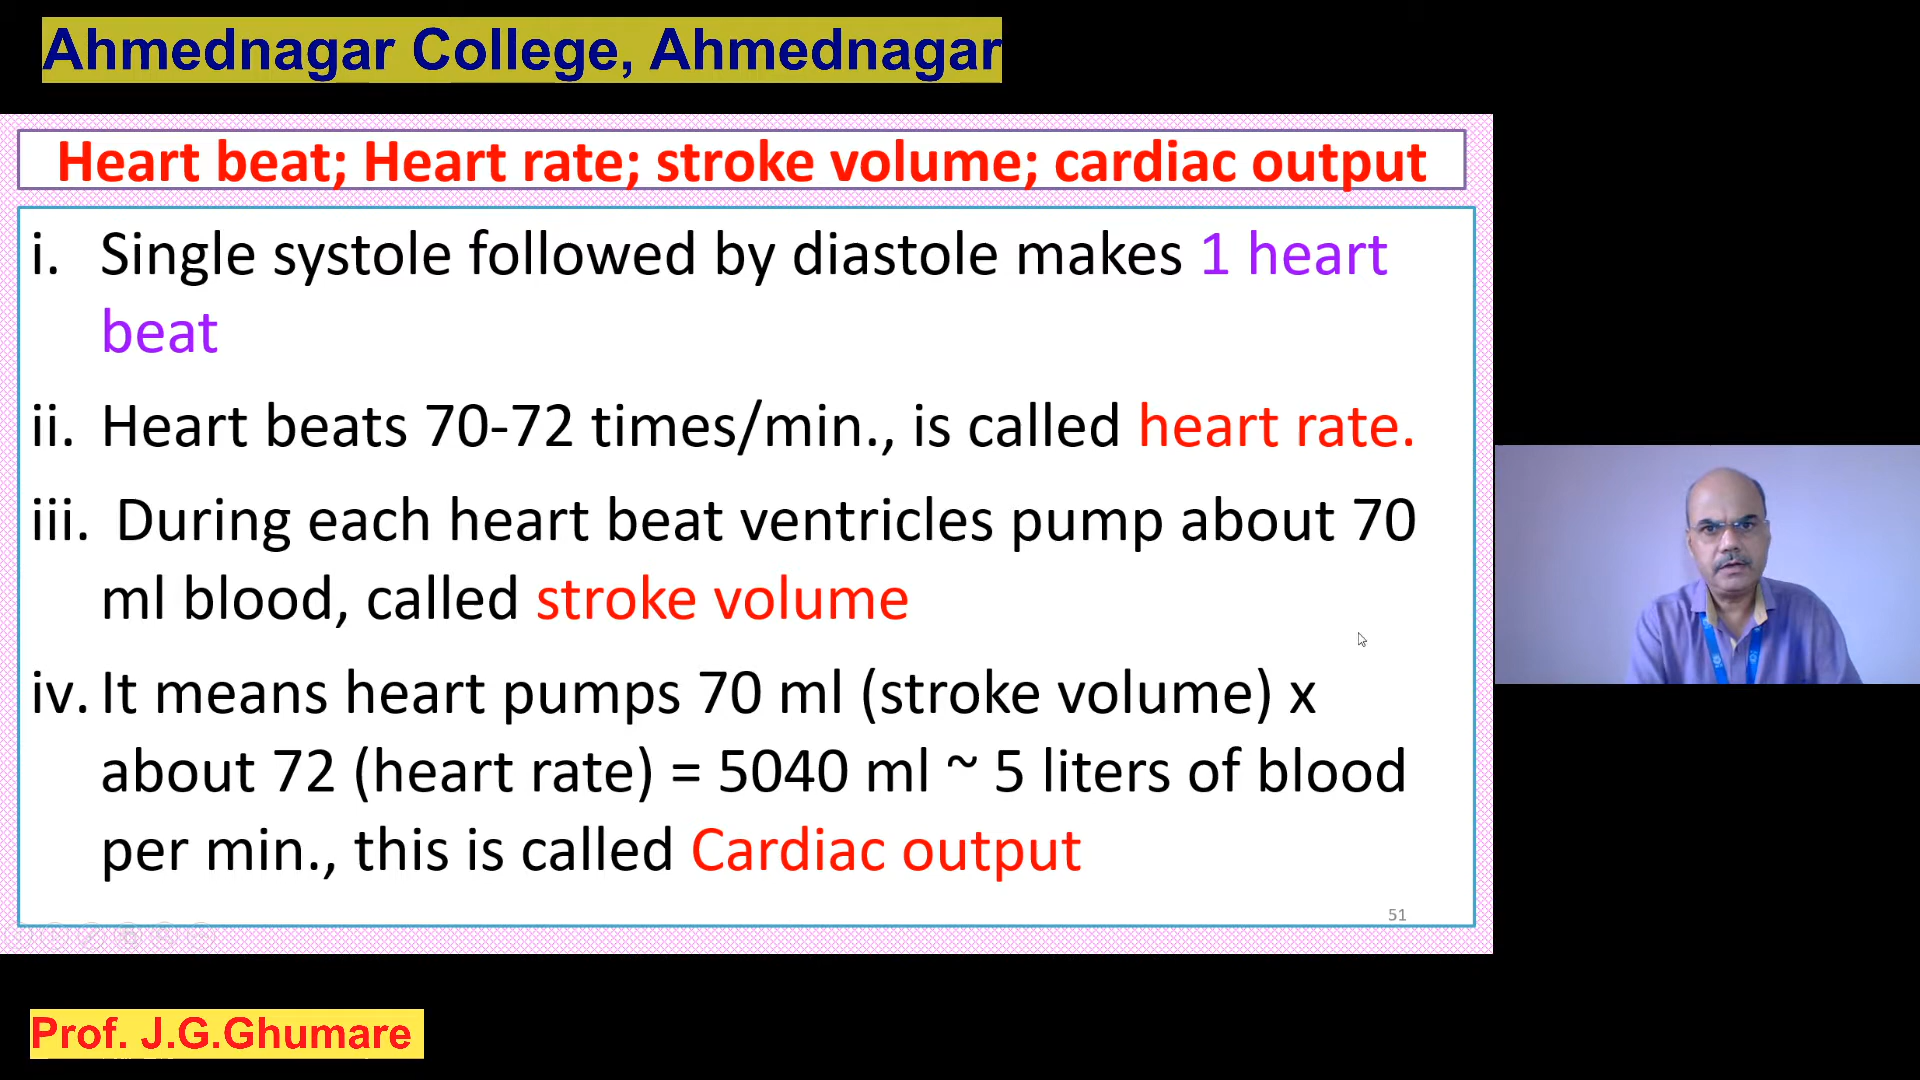 Ahmednagar College, Ahmednagar
Heart beat; Heart rate; stroke volume; cardiac output
i. Single systole followed by diastole makes 1 heart
beat
ii. Heart beats 70-72 times/min., is called heart rate.
iii. During each heart beat ventricles pump about 70
ml blood, called stroke volume
iv. It means heart pumps 70 ml (stroke volume) x
about 72 (heart rate) = 5040 ml ~ 5 liters of blood
per min., this is called Cardiac output
51
Prof. J.G.Ghumare